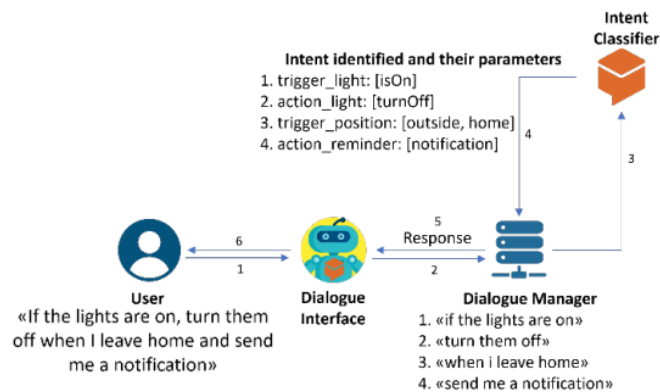 Intent
Classifier
Intent identified and their parameters
1. trigger_light: [isOn]
2. action_light: [turnOff]
3. trigger_position: [outside, home]
4. action_reminder: [notification]
4
3
5
6
Response
1
2
User
«If the lights are on, turn them
off when I leave home and send
me a notification»
Dialogue
Interface
Dialogue Manager
1. «if the lights are on»
2. «turn them off»
3. «when i leave home»
4. «send me a notification»